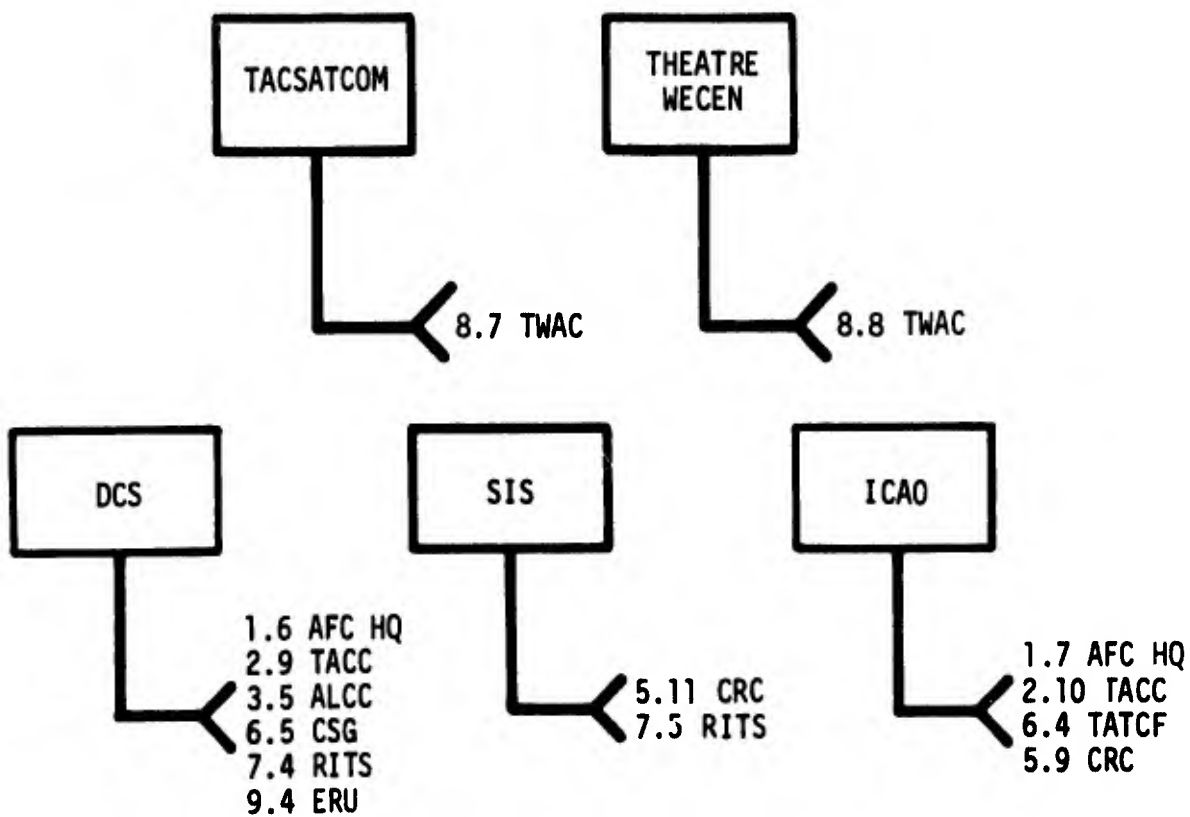 TACSATCOM
THEATRE
WECEN
8.7 TWAC
8.8 TWAC
DCS
SIS
ICAO
1.6 AFC HQ
2.9 TACC
3.5 ALCC
6.5 CSG
7.4 RITS
9.4 ERU
5.11 CRC
7.5 RITS
1.7 AFC HQ
2.10 TACC
6.4 TATCF
5.9 CRC